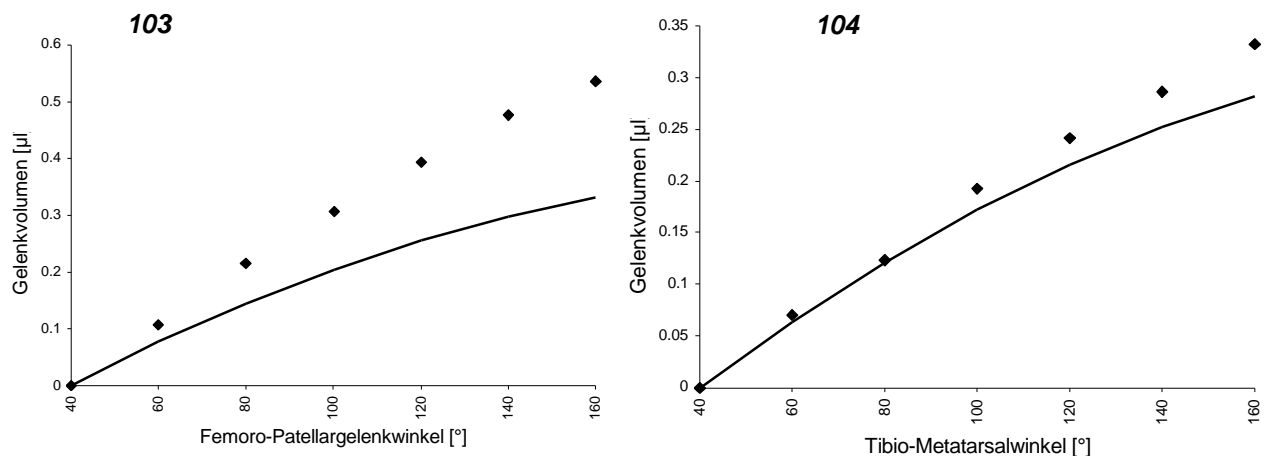 103
0.6
0.5
0.4
0.3
0.2
0.1
0
Gelenkvolumen [µl]
40 60 80 100 120 140 160
Femoro-Patellargelenkwinkel [°]
104
0.35
0.3
0.25
0.2
0.15
0.1
0.05
0
Gelenkvolumen [µl]
40 60 80 100 120 140 160
Tibio-Metatarsalwinkel [°]